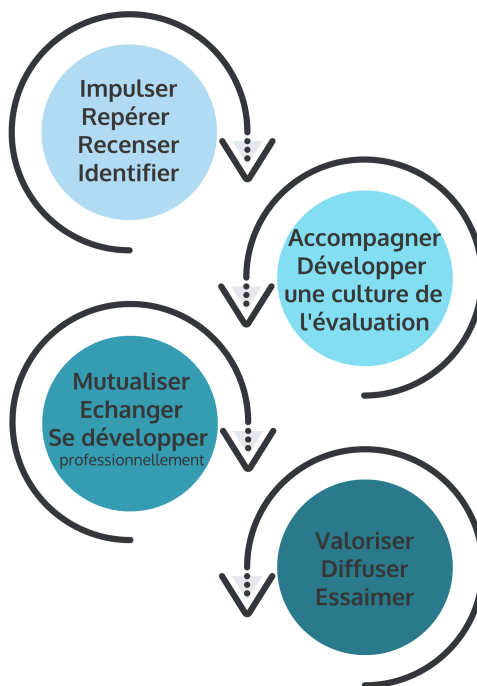 Impulser
Repérer
Recenser
Identifier
Accompagner
Développer
une culture de
l'évaluation
Mutualiser
Echanger
Se développer
professionnellement
Valoriser
Diffuser
Essaimer